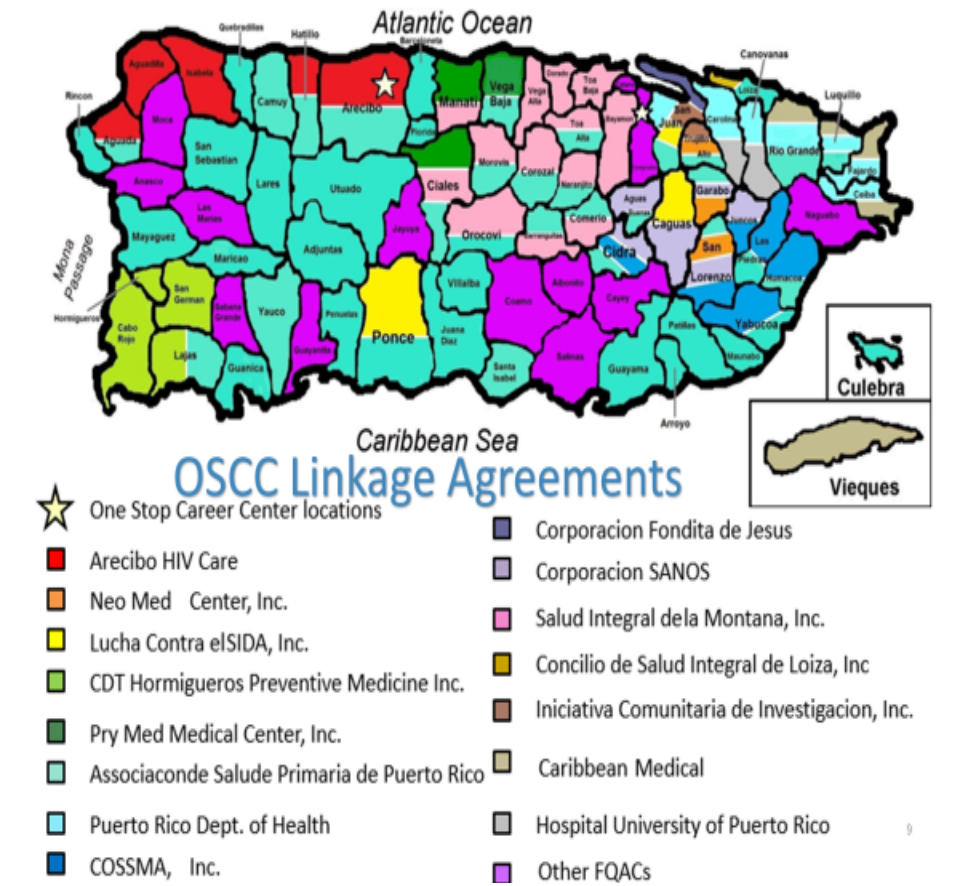 Atlantic Ocean
Quebradillas
Hatillo
Barceloneta
Canovanas
Aguadilla
Isabela
Camuy
Arecibo
Manati
Vega
Baja
Vega
Alta
Dorado
Toa
Baja
Toa
Alta
Bayamon
San
Juan
Carolina
Loiza
Luquillo
Rincon
Moca
Aguada
San
Sebastian
Lares
Utuado
Florida
Ciales
Morovis
Corozal
Naranjito
Trujillo
Alto
Rio Grande
Fajardo
Ceiba
Anasco
Las
Marias
Mayaguez
Maricao
Adjuntas
Jayuya
Orocovi
Barranquitas
Comerio
Aguas
Buenas
Cidra
Caguas
Garabo
Juncos
San
Lorenzo
Las
Piedras
Humacao
Naguabo
Mona
Passage
Hormigueros
Cabo
Rojo
San
German
Sabana
Grande
Lajas
Yauco
Guanica
Guayanilla
Penuelas
Ponce
Villalba
Juana
Diaz
Coamo
Aibonito
Cayey
Santa
Isabel
Salinas
Guayama
Patillas
Arroyo
Maunabo
Yabucoa
Culebra
Vieques
Caribbean Sea
OSCC Linkage Agreements
One Stop Career Center locations
Arecibo HIV Care
Neo Med Center, Inc.
Lucha Contra elSIDA, Inc.
CDT Hormigueros Preventive Medicine Inc.
Pry Med Medical Center, Inc.
Associaconde Salude Primaria de Puerto Rico
Puerto Rico Dept. of Health
COSSMA, Inc.
Corporacion Fondita de Jesus
Corporacion SANOS
Salud Integral dela Montana, Inc.
Concilio de Salud Integral de Loiza, Inc
Iniciativa Comunitaria de Investigacion, Inc.
Caribbean Medical
Hospital University of Puerto Rico
Other FQACs
9